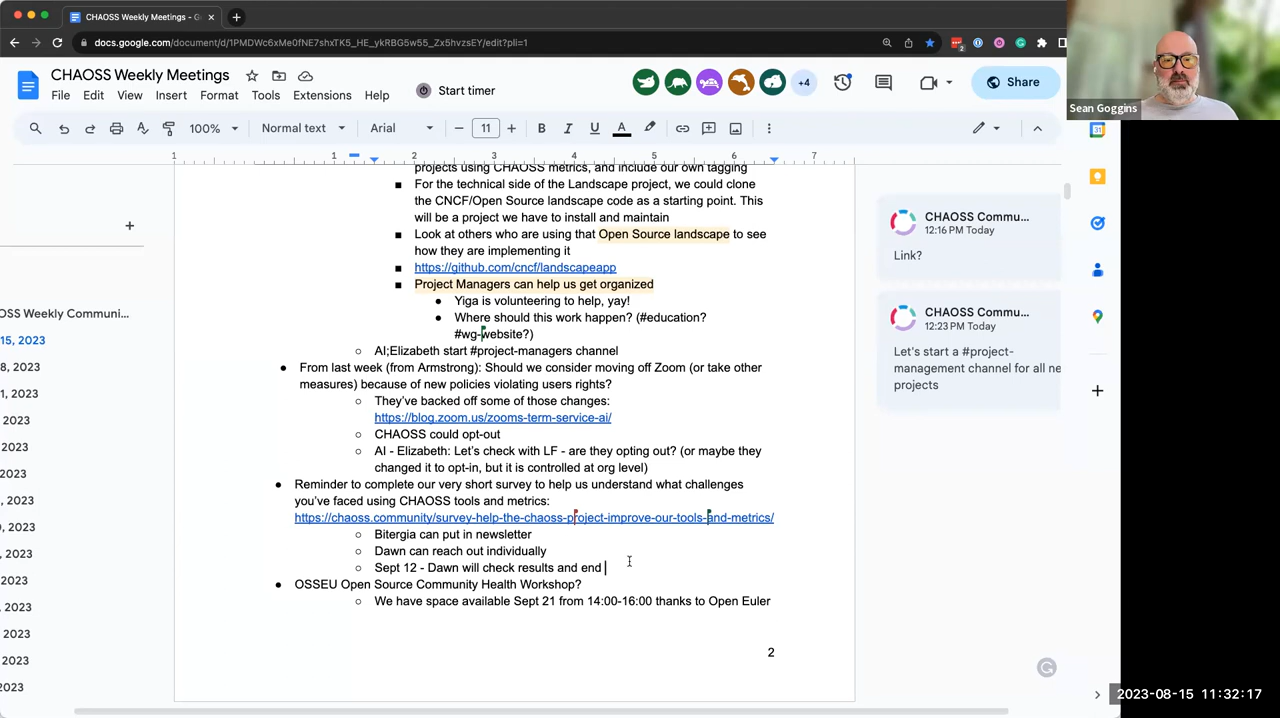 CHAOSS Weekly Meetings - G
docs.google.com/document/d/1PMDWc6xMe0fNE7shxTK5_HE_ykRBG5w55_Zx5hvzsEY/edit?pli=1
CHAOSS Weekly Meetings
File Edit View Insert Format Tools Extensions Help
Start timer
+4
Share
Sean Goggins
100% Normal text Arial 11 B I U A
1 1 2 3 4 5 6 7
projects using CHAOSS metrics, and include our own tagging
For the technical side of the Landscape project, we could clone
the CNCF/Open Source landscape code as a starting point. This
will be a project we have to install and maintain
Look at others who are using that Open Source landscape to see
how they are implementing it
https://github.com/cncf/landscapeapp
Project Managers can help us get organized
Yiga is volunteering to help, yay!
Where should this work happen? (#education?
#wg-website?)
AI;Elizabeth start #project-managers channel
From last week (from Armstrong): Should we consider moving off Zoom (or take other
measures) because of new policies violating users rights?
They've backed off some of those changes:
https://blog.zoom.us/zooms-term-service-ai/
CHAOSS could opt-out
AI - Elizabeth: Let's check with LF - are they opting out? (or maybe they
changed it to opt-in, but it is controlled at org level)
Reminder to complete our very short survey to help us understand what challenges
you've faced using CHAOSS tools and metrics:
https://chaoss.community/survey-help-the-chaoss-project-improve-our-tools-and-metrics/
Bitergia can put in newsletter
Dawn can reach out individually
Sept 12 - Dawn will check results and end
OSSEU Open Source Community Health Workshop?
We have space available Sept 21 from 14:00-16:00 thanks to Open Euler
2
OSS Weekly Communi...
15, 2023
8, 2023
1, 2023
2023
2023
2023
0, 2023
3, 2023
2023
2023
2023
2023
2023
2023
CHAOSS Commu...
12:16 PM Today
Link?
CHAOSS Commu...
12:23 PM Today
Let's start a #project-
management channel for all ne
projects
31
2023-08-15 11:32:17